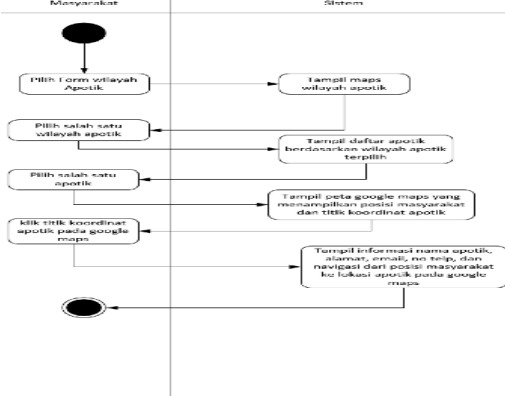 Masyarakat
Sistem
Pilih Form wilayah
Apotik
Tampil maps
wilayah apotik
Pilih salah satu
wilayah apotik
Tampil daftar apotik
berdasarkan wilayah apotik
terpilih
Pilih salah satu
apotik
Tampil peta google maps yang
menampilkan posisi masyarakat
dan titik koordinat apotik
klik titik koordinat
apotik pada google
maps
Tampil informasi nama apotik,
alamat, email, no telp, dan
navigasi dari posisi masyarakat
ke lokasi apotik pada google
maps